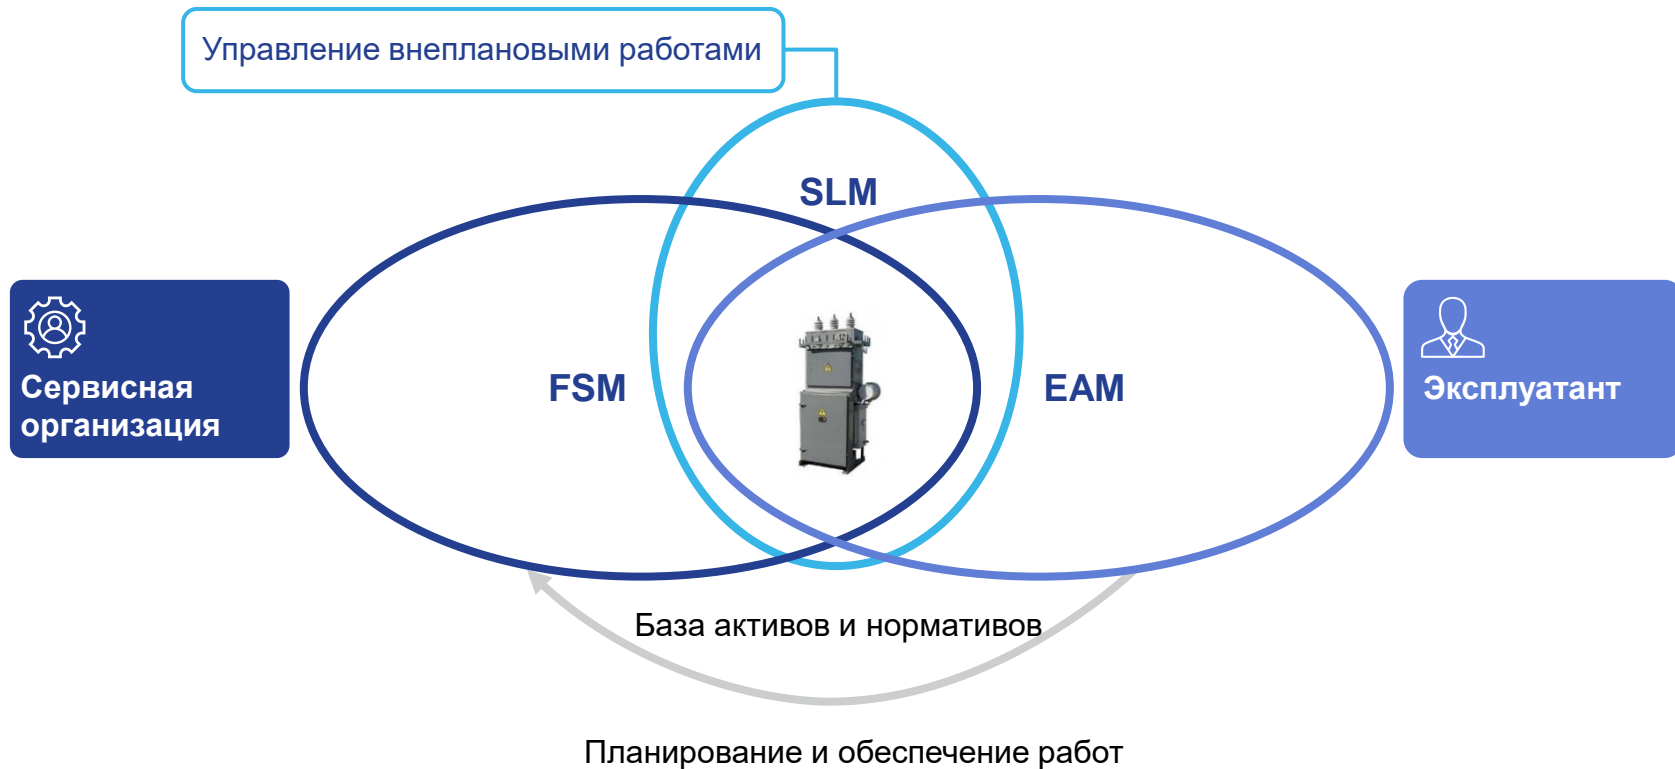 Управление внеплановыми работами
SLM
Сервисная
организация
FSM
EAM
Эксплуатант
База активов и нормативов
Планирование и обеспечение работ